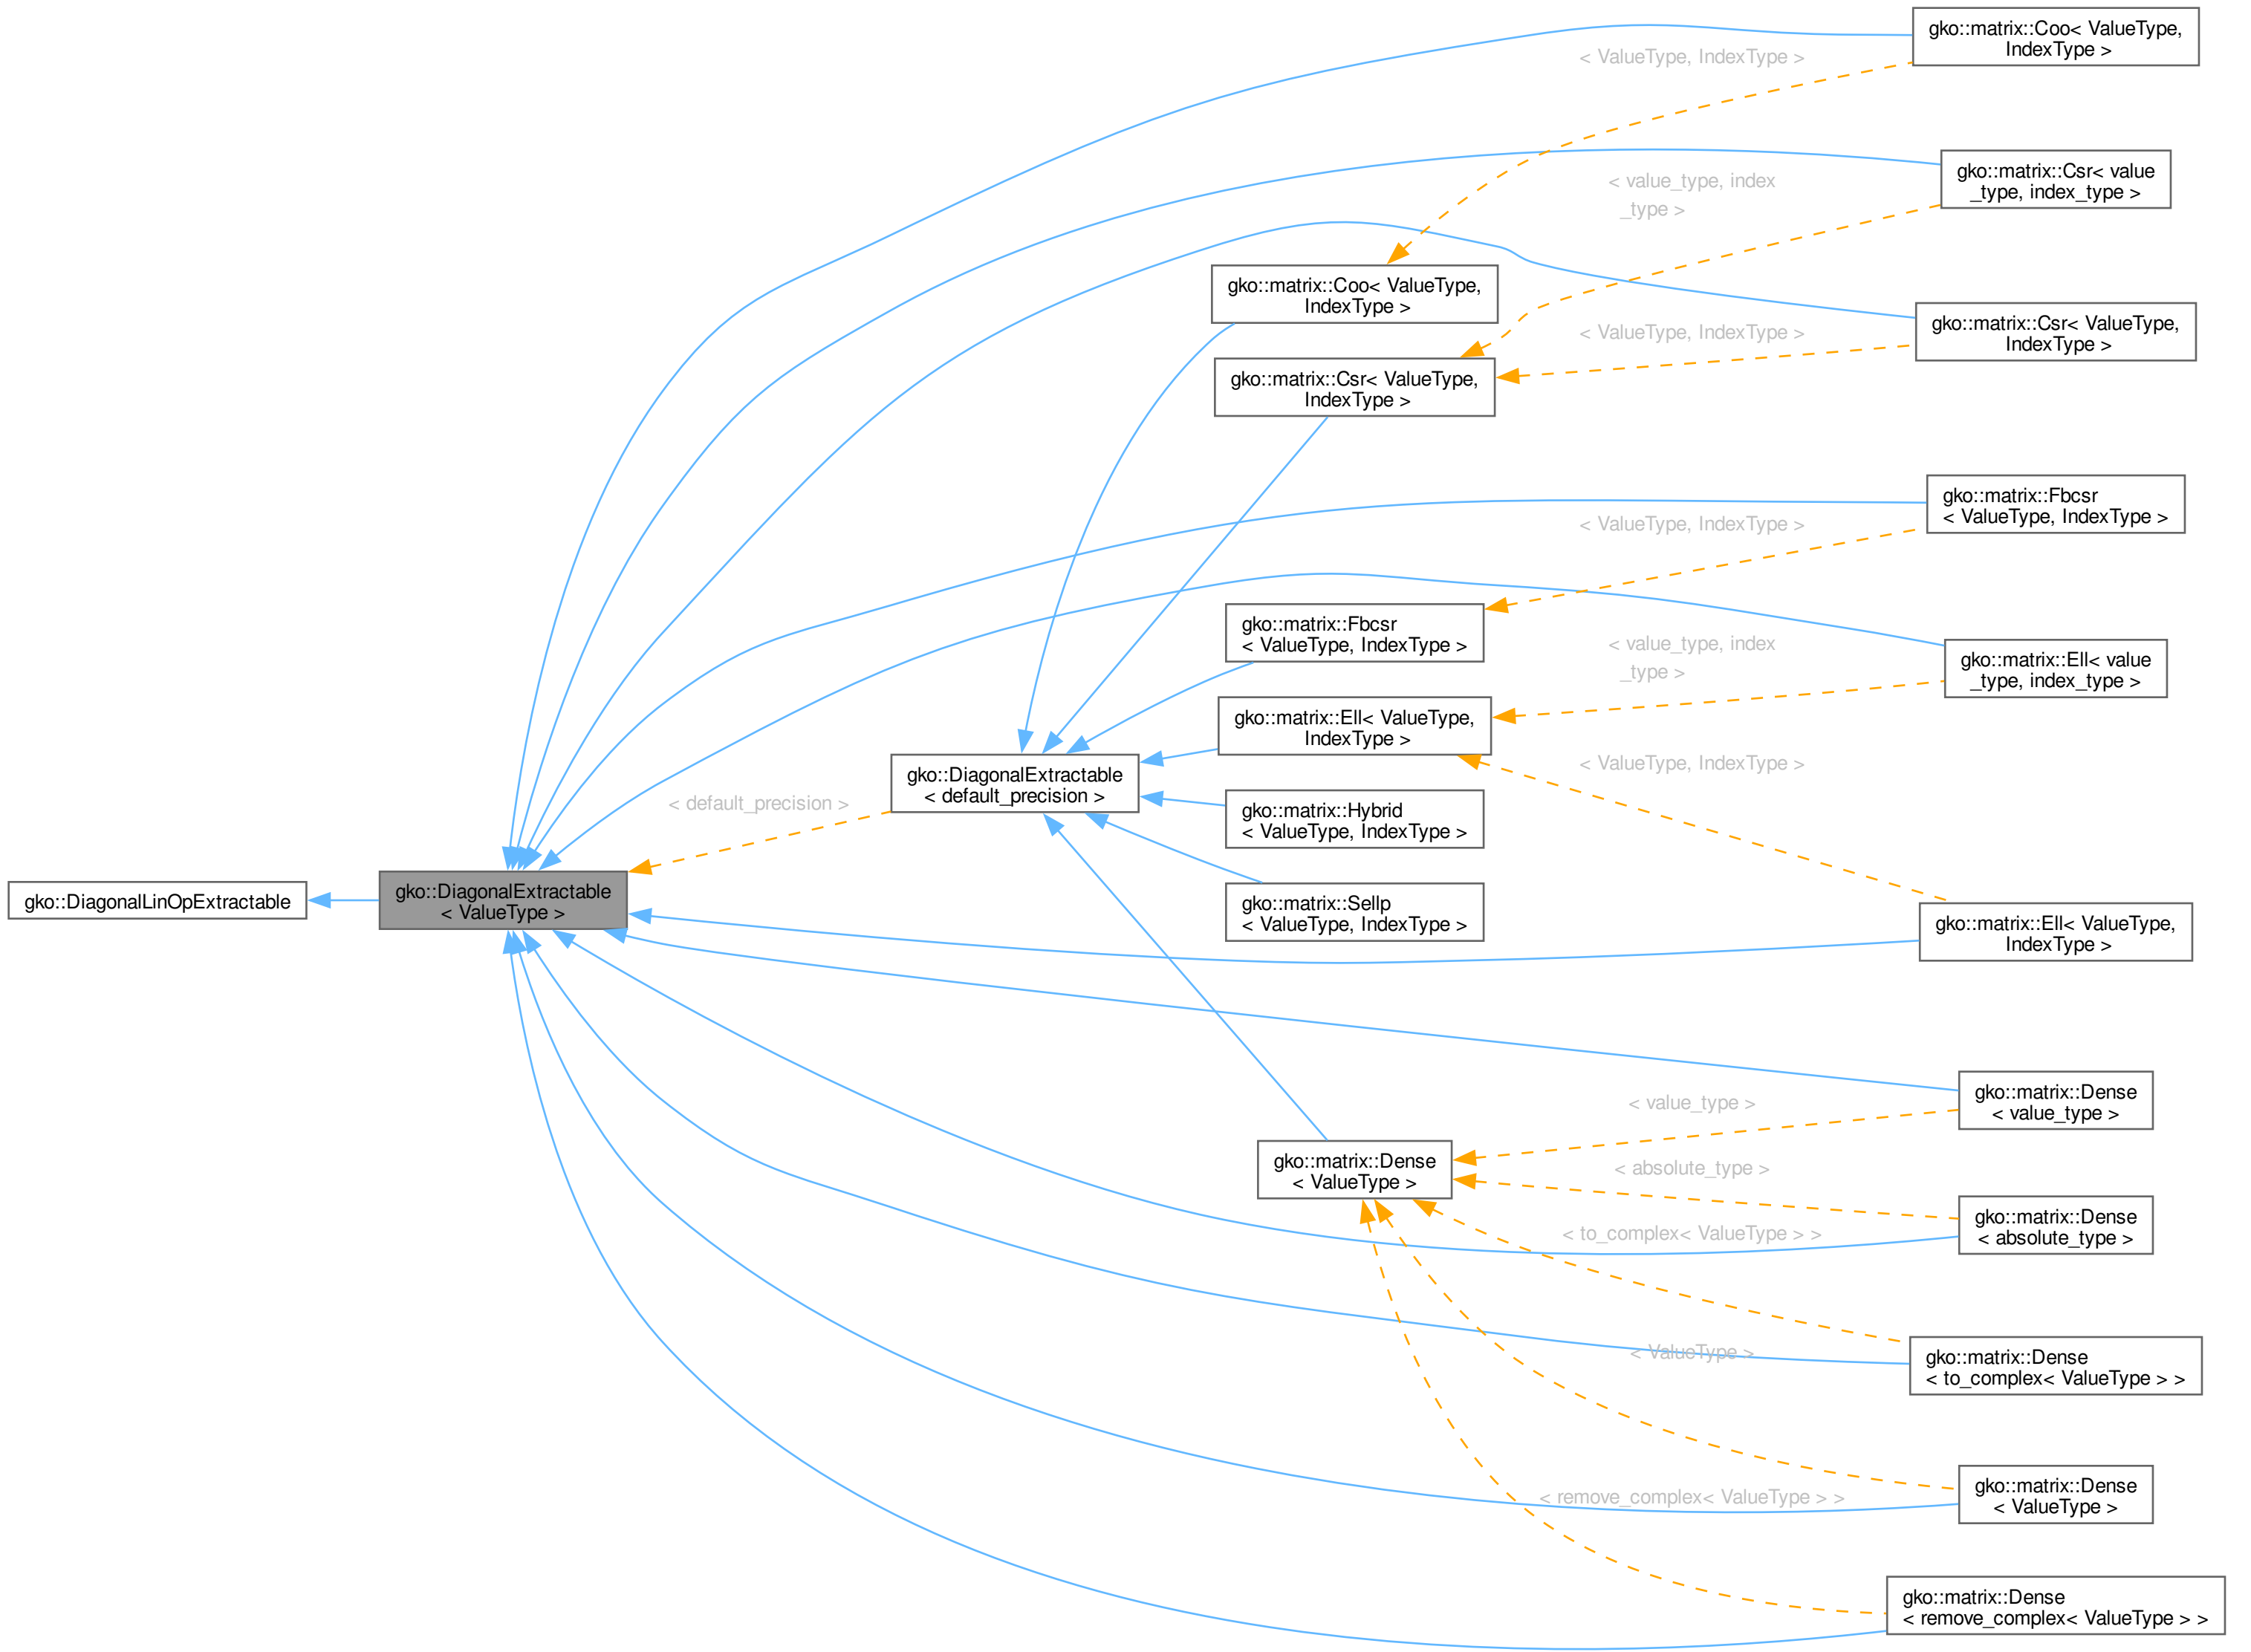 gko::matrix::Coo< ValueType,
IndexType >
< ValueType, IndexType >
gko::matrix::Csr< value
_type, index_type >
< value_type, index
_type >
gko::matrix::Coo< ValueType,
IndexType >
gko::matrix::Csr< ValueType,
IndexType >
< ValueType, IndexType >
gko::matrix::Csr< ValueType,
IndexType >
gko::matrix::Fbcsr
< ValueType, IndexType >
< ValueType, IndexType >
gko::matrix::Fbcsr
< ValueType, IndexType >
< value_type, index
_type >
gko::matrix::Ell< value
_type, index_type >
gko::matrix::Ell< ValueType,
IndexType >
< ValueType, IndexType >
gko::DiagonalExtractable
< default_precision >
< default_precision >
gko::matrix::Hybrid
< ValueType, IndexType >
gko::DiagonalLinOpExtractable
gko::DiagonalExtractable
< ValueType >
gko::matrix::Sellp
< ValueType, IndexType >
gko::matrix::Ell< ValueType,
IndexType >
gko::matrix::Dense
< value_type >
< value_type >
gko::matrix::Dense
< ValueType >
< absolute_type >
gko::matrix::Dense
< absolute_type >
< to_complex< ValueType > >
gko::matrix::Dense
< to_complex< ValueType > >
< ValueType >
gko::matrix::Dense
< ValueType >
< remove_complex< ValueType > >
gko::matrix::Dense
< remove_complex< ValueType > >